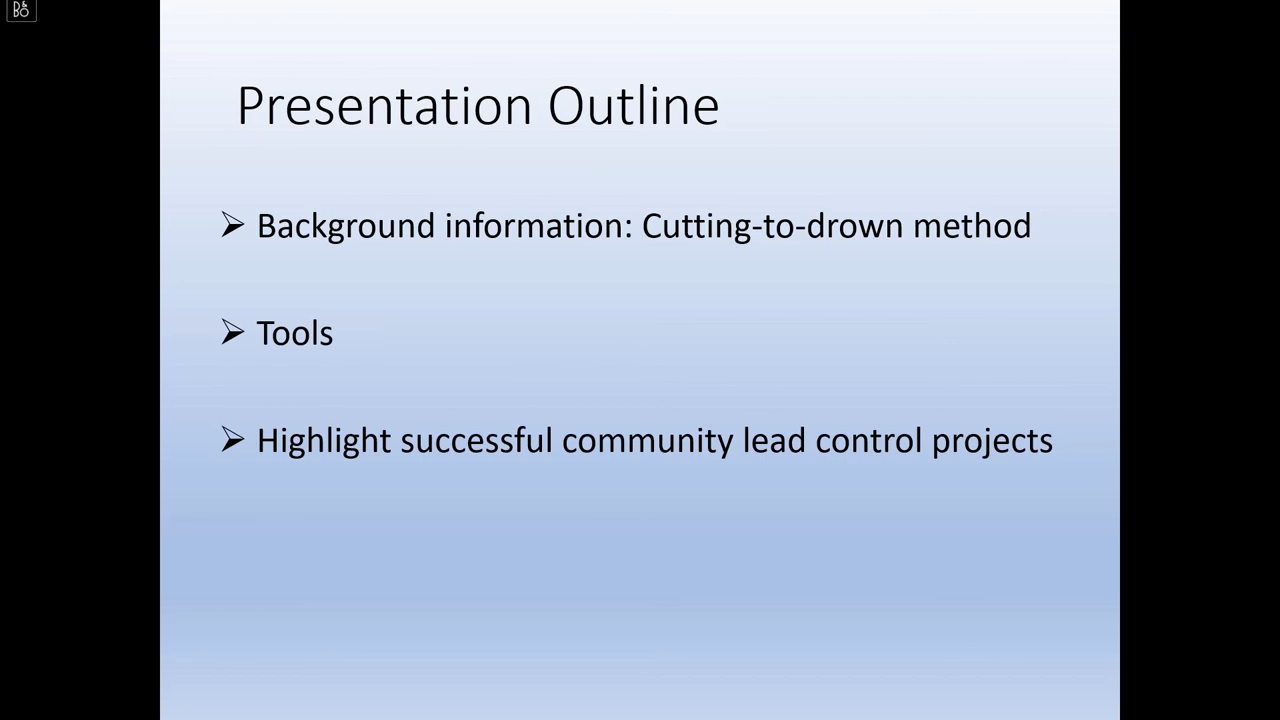 B&O
Presentation Outline
➢ Background information: Cutting-to-drown method
➢ Tools
➢ Highlight successful community lead control projects